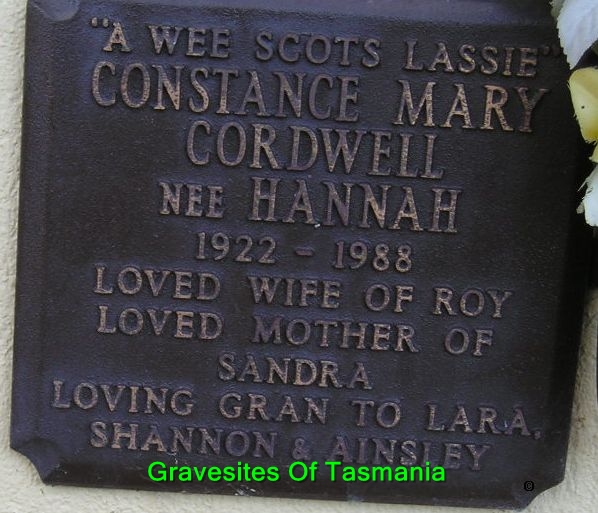 "A WEE SCOTS LASSIE"
CONSTANCE MARY
CORDWELL
NEE HANNAH
1922 - 1988
LOVED WIFE OF ROY
LOVED MOTHER OF
SANDRA
LOVING GRAN TO LARA,
SHANNON & AINSLEY
Gravesites Of Tasmania
©